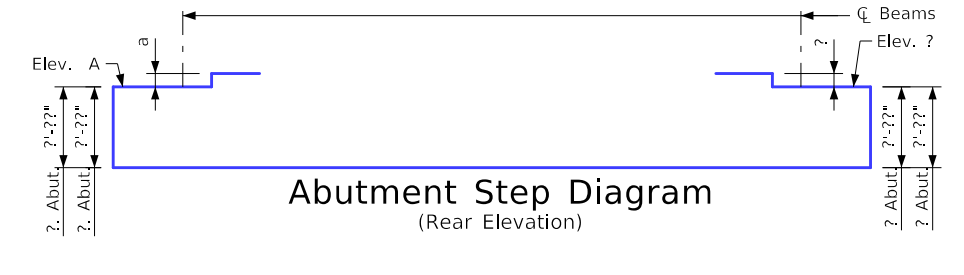 ℄ Beams
a
?
Elev. ?
Elev. A
?'-??"
?'-??"
?'-??"
?'-??"
?. Abut.
?. Abut.
? Abut.
? Abut.
Abutment Step Diagram
(Rear Elevation)